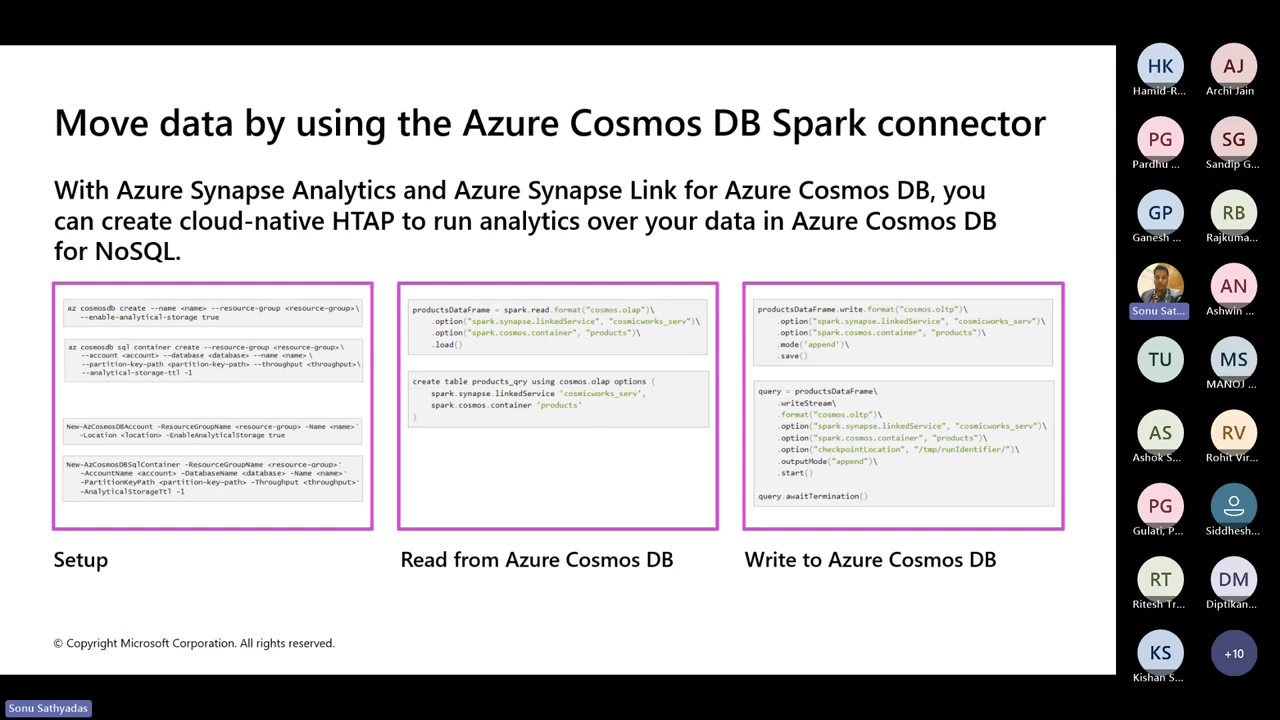 Move data by using the Azure Cosmos DB Spark connector
With Azure Synapse Analytics and Azure Synapse Link for Azure Cosmos DB, you
can create cloud-native HTAP to run analytics over your data in Azure Cosmos DB
for NoSQL.
az cosmosdb create --name <name> --resource-group <resource-group>\
--enable-analytical-storage true
az cosmosdb sql container create --resource-group <resource-group>\
--account <account> --database <database> --name <name>\
--partition-key-path <partition-key-path> --throughput <throughput>\
--analytical-storage-ttl -1
New-AzCosmosDBAccount -ResourceGroupName <resource-group> -Name <name>`
-Location <location> -EnableAnalyticalStorage true
New-AzCosmosDBSqlContainer -ResourceGroupName <resource-group>`
-AccountName <account> -DatabaseName <database> -Name <name>`
-PartitionKeyPath <partition-key-path> -Throughput <throughput>`
-AnalyticalStorageTtl -1
Setup
productsDataFrame = spark.read.format("cosmos.olap")\
.option("spark.synapse.linkedService", "cosmicworks_serv")\
.option("spark.cosmos.container", "products")\
.load()
create table products_qry using cosmos.olap options (
spark.synapse.linkedService 'cosmicworks_serv',
spark.cosmos.container 'products'
)
Read from Azure Cosmos DB
productsDataFrame.write.format("cosmos.oltp")\
.option("spark.synapse.linkedService", "cosmicworks_serv")\
.option("spark.cosmos.container", "products")\
.mode('append')\
.save()
query = productsDataFrame\
.writeStream\
.format("cosmos.oltp")\
.option("spark.synapse.linkedService", "cosmicworks_serv")\
.option("spark.cosmos.container", "products")\
.option("checkpointLocation", "/tmp/runIdentifier/")\
.outputMode("append")\
.start()
query.awaitTermination()
Write to Azure Cosmos DB
© Copyright Microsoft Corporation. All rights reserved.
HK AJ
Hamid-R... Archi Jain
PG SG
Pardhu ... Sandip G...
GP RB
Ganesh ... Rajkuma...
AN
Sonu Sat... Ashwin ...
TU MS
MANOJ ...
AS RV
Ashok S... Rohit Vir...
PG
Gulati, P... Siddhesh...
RT DM
Ritesh Tr... Diptikan...
KS +10
Kishan S...
Sonu Sathyadas